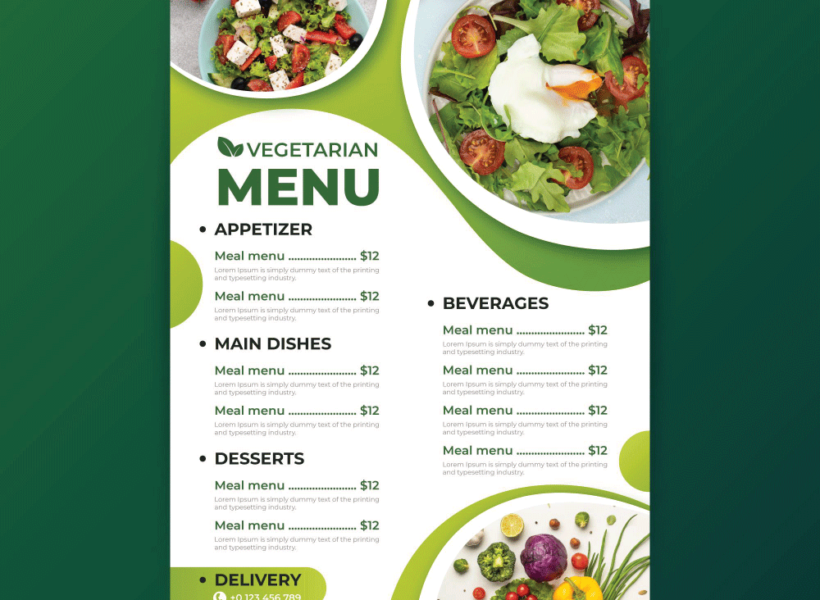 VEGETARIAN
MENU
APPETIZER
Meal menu ........................ $12
Lorem Ipsum is simply dummy text of the printing
and typesetting industry.
Meal menu ........................ $12
Lorem Ipsum is simply dummy text of the printing
and typesetting industry.
MAIN DISHES
Meal menu ........................ $12
Lorem Ipsum is simply dummy text of the printing
and typesetting industry.
Meal menu ........................ $12
Lorem Ipsum is simply dummy text of the printing
and typesetting industry.
DESSERTS
Meal menu ........................ $12
Lorem Ipsum is simply dummy text of the printing
and typesetting industry.
Meal menu ........................ $12
Lorem Ipsum is simply dummy text of the printing
and typesetting industry.
DELIVERY
+0 123 456 789
BEVERAGES
Meal menu ........................ $12
Lorem Ipsum is simply dummy text of the printing
and typesetting industry.
Meal menu ........................ $12
Lorem Ipsum is simply dummy text of the printing
and typesetting industry.
Meal menu ........................ $12
Lorem Ipsum is simply dummy text of the printing
and typesetting industry.
Meal menu ........................ $12
Lorem Ipsum is simply dummy text of the printing
and typesetting industry.